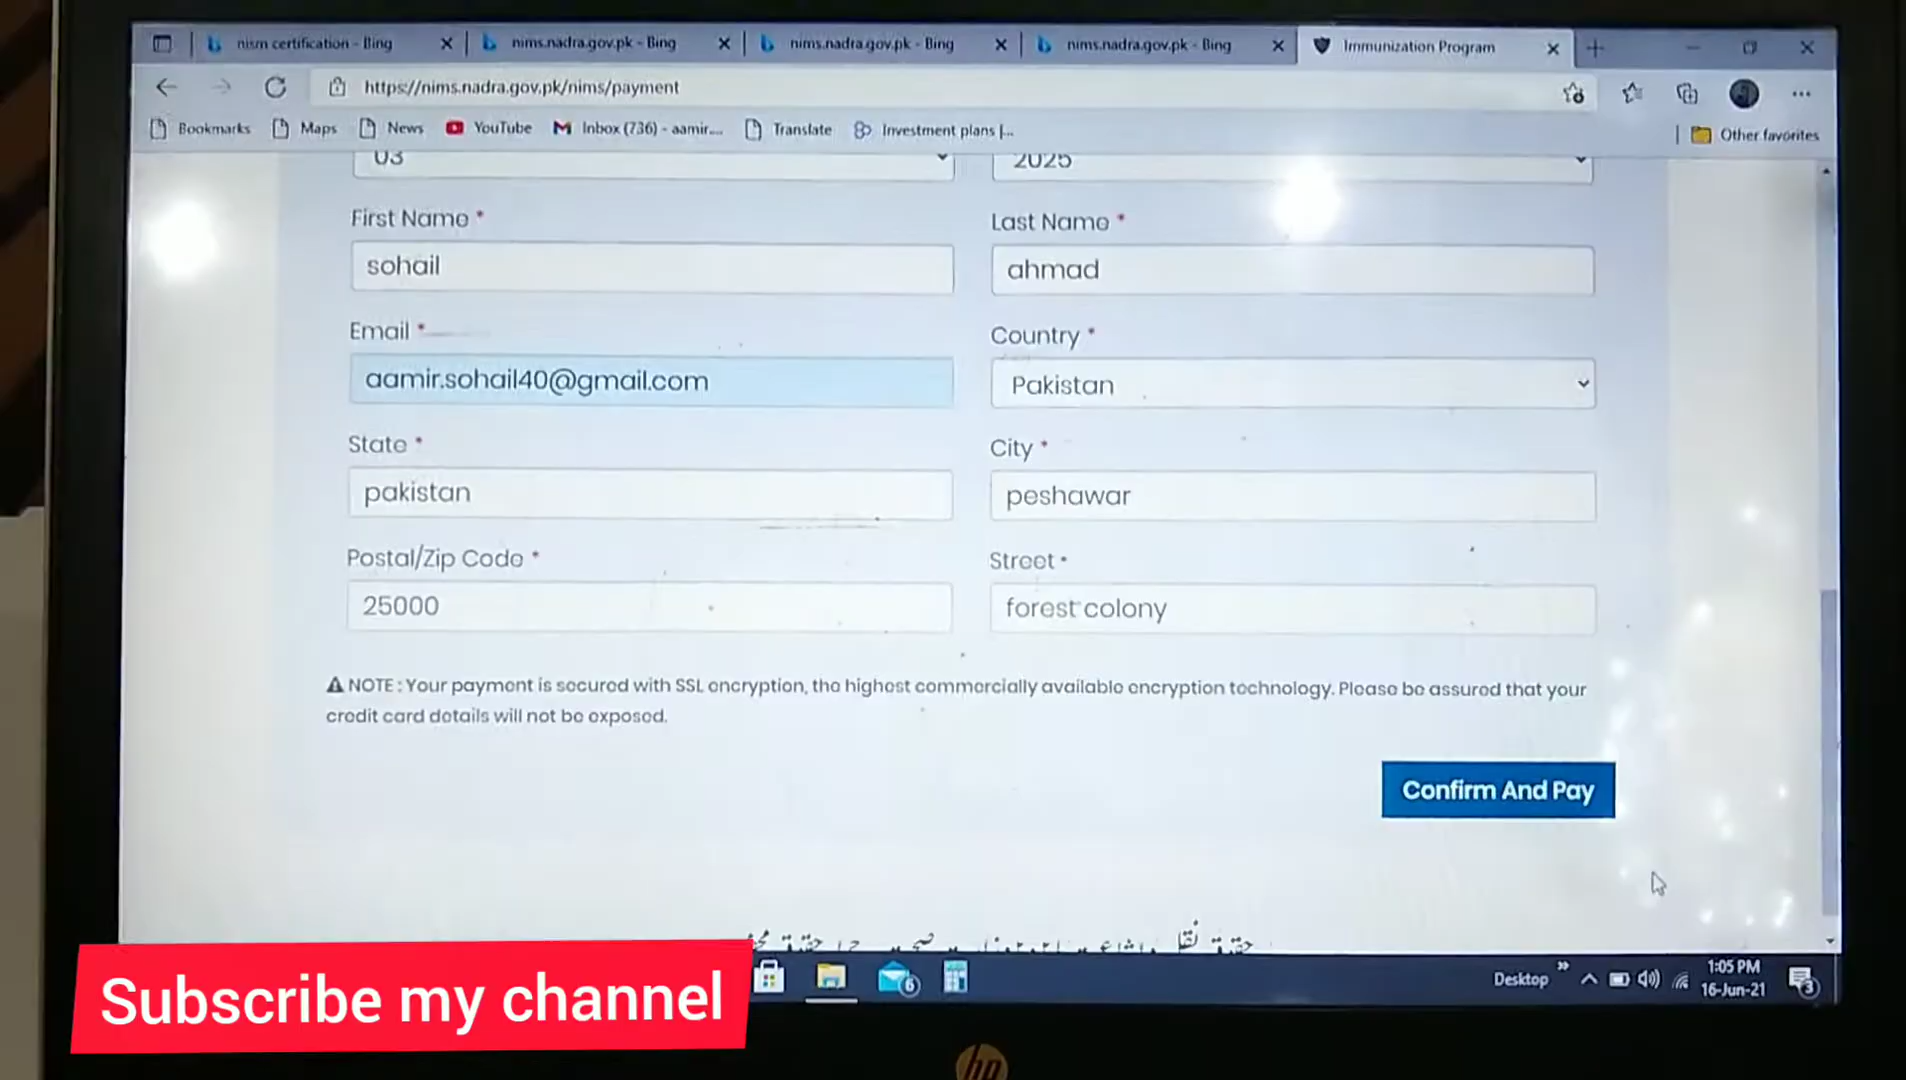 nism certification - Bing
nims.nadra.gov.pk - Bing
nims.nadra.gov.pk - Bing
nims.nadra.gov.pk - Bing
Immunization Program
https://nims.nadra.gov.pk/nims/payment
Bookmarks
Maps
News
YouTube
Inbox (736) - aamir....
Translate
Investment plans |...
Other favorites
03
2025
First Name *
Last Name *
sohail
ahmad
Email *
Country *
aamir.sohail40@gmail.com
Pakistan
State *
City *
pakistan
peshawar
Postal/Zip Code *
Street *
25000
forest colony
NOTE : Your payment is secured with SSL encryption, the highest commercially available encryption technology. Please be assured that your
credit card details will not be exposed.
Confirm And Pay
Subscribe my channel
6
Desktop
1:05 PM
16-Jun-21
3
hp